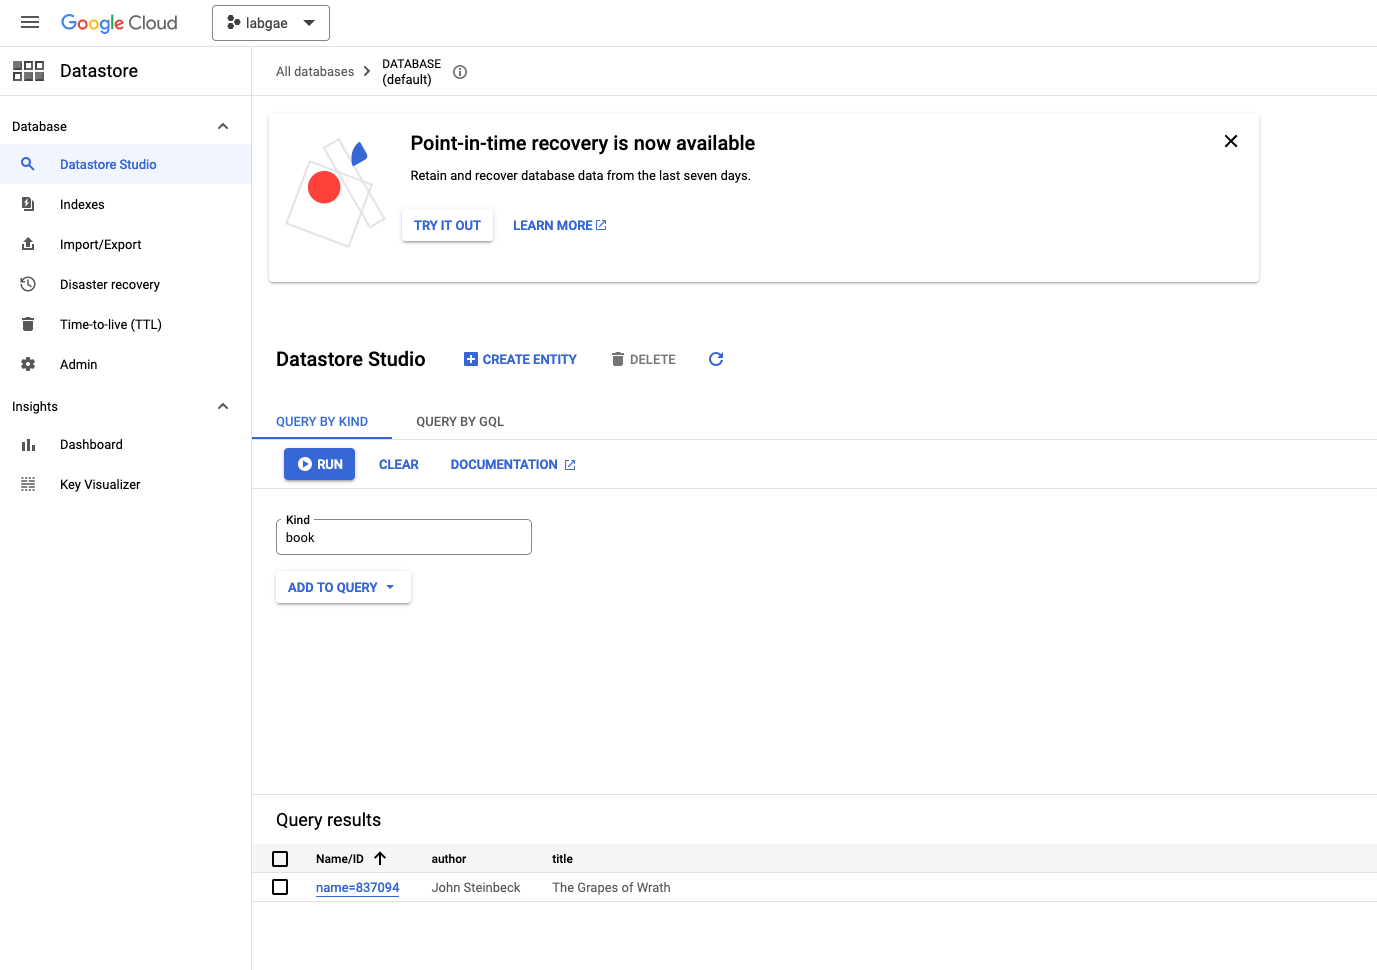 Google Cloud
labgae
Datastore
All databases
DATABASE
(default)
Database
Datastore Studio
Indexes
Import/Export
Disaster recovery
Time-to-live (TTL)
Admin
Insights
Dashboard
Key Visualizer
Point-in-time recovery is now available
Retain and recover database data from the last seven days.
TRY IT OUT LEARN MORE
Datastore Studio CREATE ENTITY DELETE
QUERY BY KIND QUERY BY GQL
RUN CLEAR DOCUMENTATION
Kind
book
ADD TO QUERY
Query results
Name/ID author title
name=837094 John Steinbeck The Grapes of Wrath